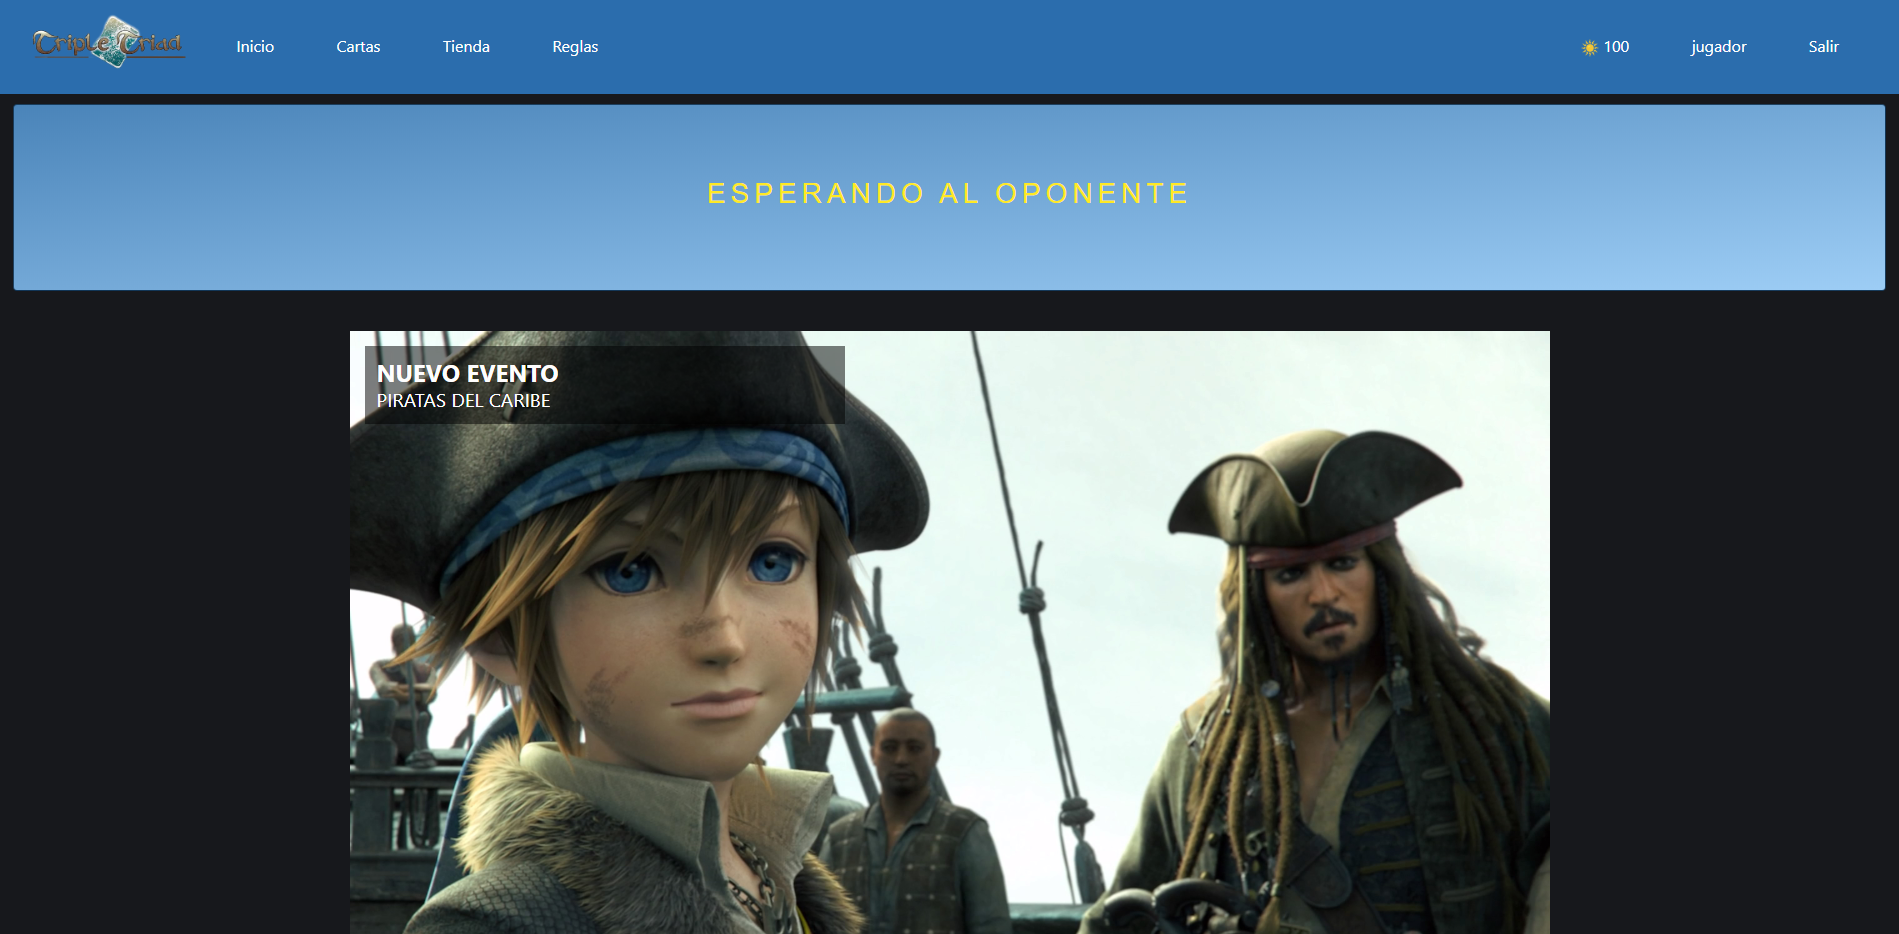 Triple Triad
Inicio
Cartas
Tienda
Reglas
100
jugador
Salir
ESPERANDO AL OPONENTE
NUEVO EVENTO
PIRATAS DEL CARIBE